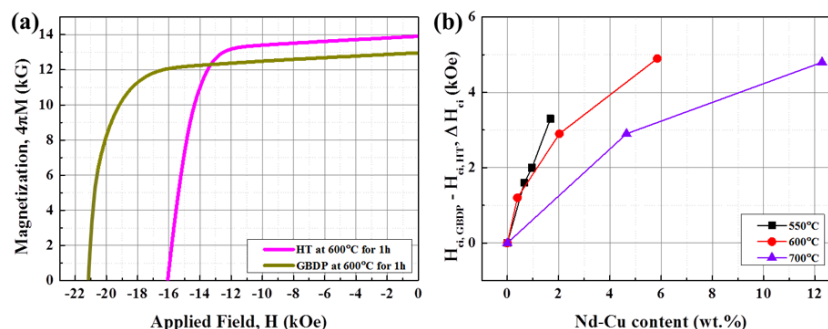 (a)
Magnetization, 4πM (kG)
14
12
10
8
6
4
2
0
-22 -20 -18 -16 -14 -12 -10 -8 -6 -4 -2 0
HT at 600°C for 1h
GBDP at 600°C for 1h
Applied Field, H (kOe)
(b)
H ci, GBDP - H ci, HT, Δ H ci (kOe)
6
4
2
0
0 2 4 6 8 10 12
550°C
600°C
700°C
Nd-Cu content (wt.%)